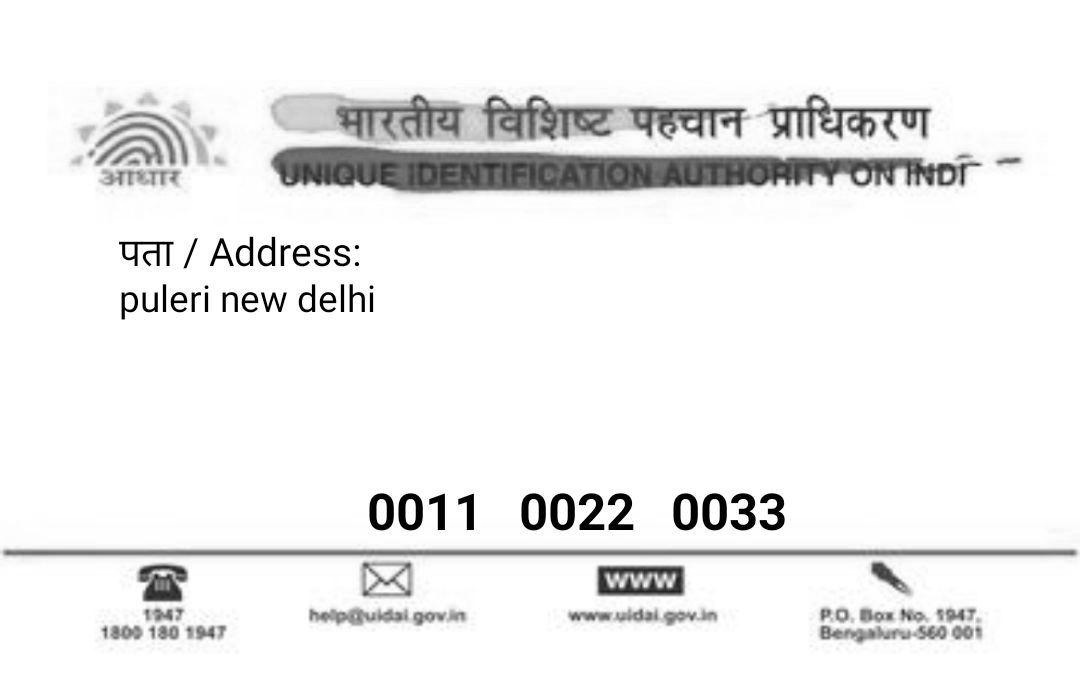 आधार
भारतीय विशिष्ट पहचान प्राधिकरण
UNIQUE IDENTIFICATION AUTHORITY ON INDI
पता / Address:
puleri new delhi
0011 0022 0033
1947
1800 180 1947
help@uidai.gov.in
www
www.uidai.gov.in
P.O. Box No. 1947,
Bengaluru-560 001